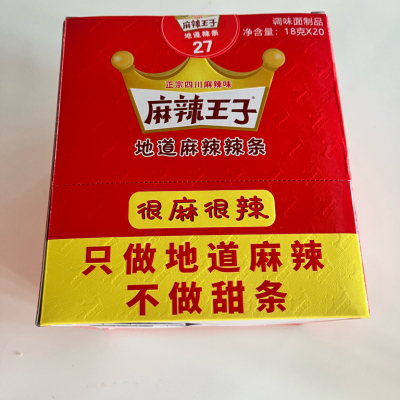 麻辣王子
地道辣条
27
调味面制品
净含量：18克X20
正宗四川麻辣味
麻辣王子
地道麻辣辣条
很麻很辣
只做地道麻辣
不做甜条